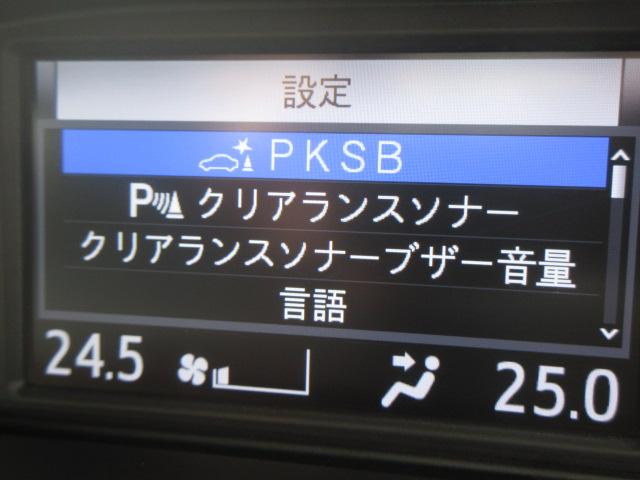 設定
PKSB
P クリアランスソナー
クリアランスソナーブザー音量
言語
24.5 25.0